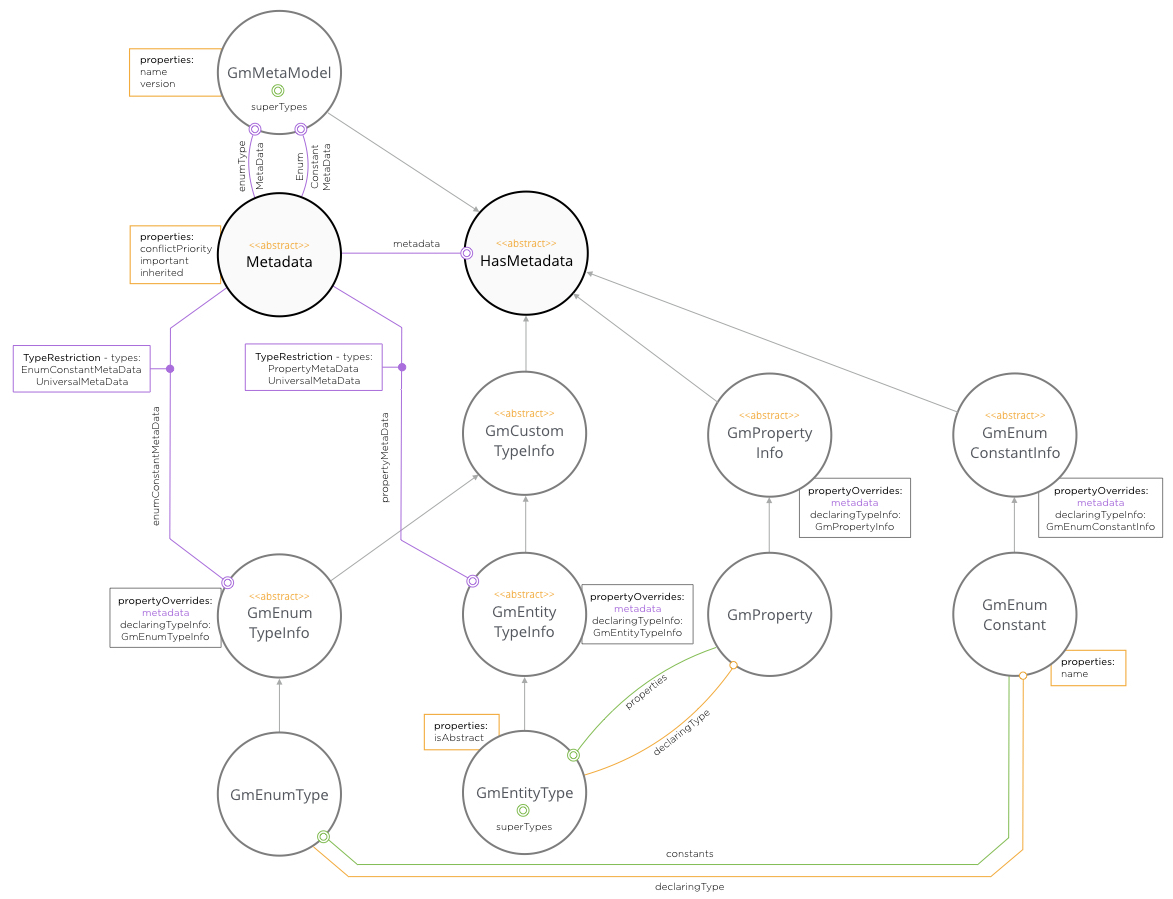 properties:
name
version
GmMetaModel
superTypes
enumType
MetaData
Enum
Constant
MetaData
properties:
conflictPriority
important
inherited
<<abstract>>
Metadata
metadata
<<abstract>>
HasMetadata
TypeRestriction - types:
EnumConstantMetaData
UniversalMetaData
TypeRestriction - types:
PropertyMetaData
UniversalMetaData
enumConstantMetaData
propertyMetaData
<<abstract>>
GmCustom
TypeInfo
<<abstract>>
GmProperty
Info
propertyOverrides:
metadata
declaringTypeInfo:
GmPropertyInfo
<<abstract>>
GmEnum
ConstantInfo
propertyOverrides:
metadata
declaringTypeInfo:
GmEnumConstantInfo
propertyOverrides:
metadata
declaringTypeInfo:
GmEnumTypeInfo
<<abstract>>
GmEnum
TypeInfo
<<abstract>>
GmEntity
TypeInfo
propertyOverrides:
metadata
declaringTypeInfo:
GmEntityTypeInfo
GmProperty
GmEnum
Constant
properties:
name
properties
declaringType
properties:
isAbstract
GmEnumType
GmEntityType
superTypes
constants
declaringType